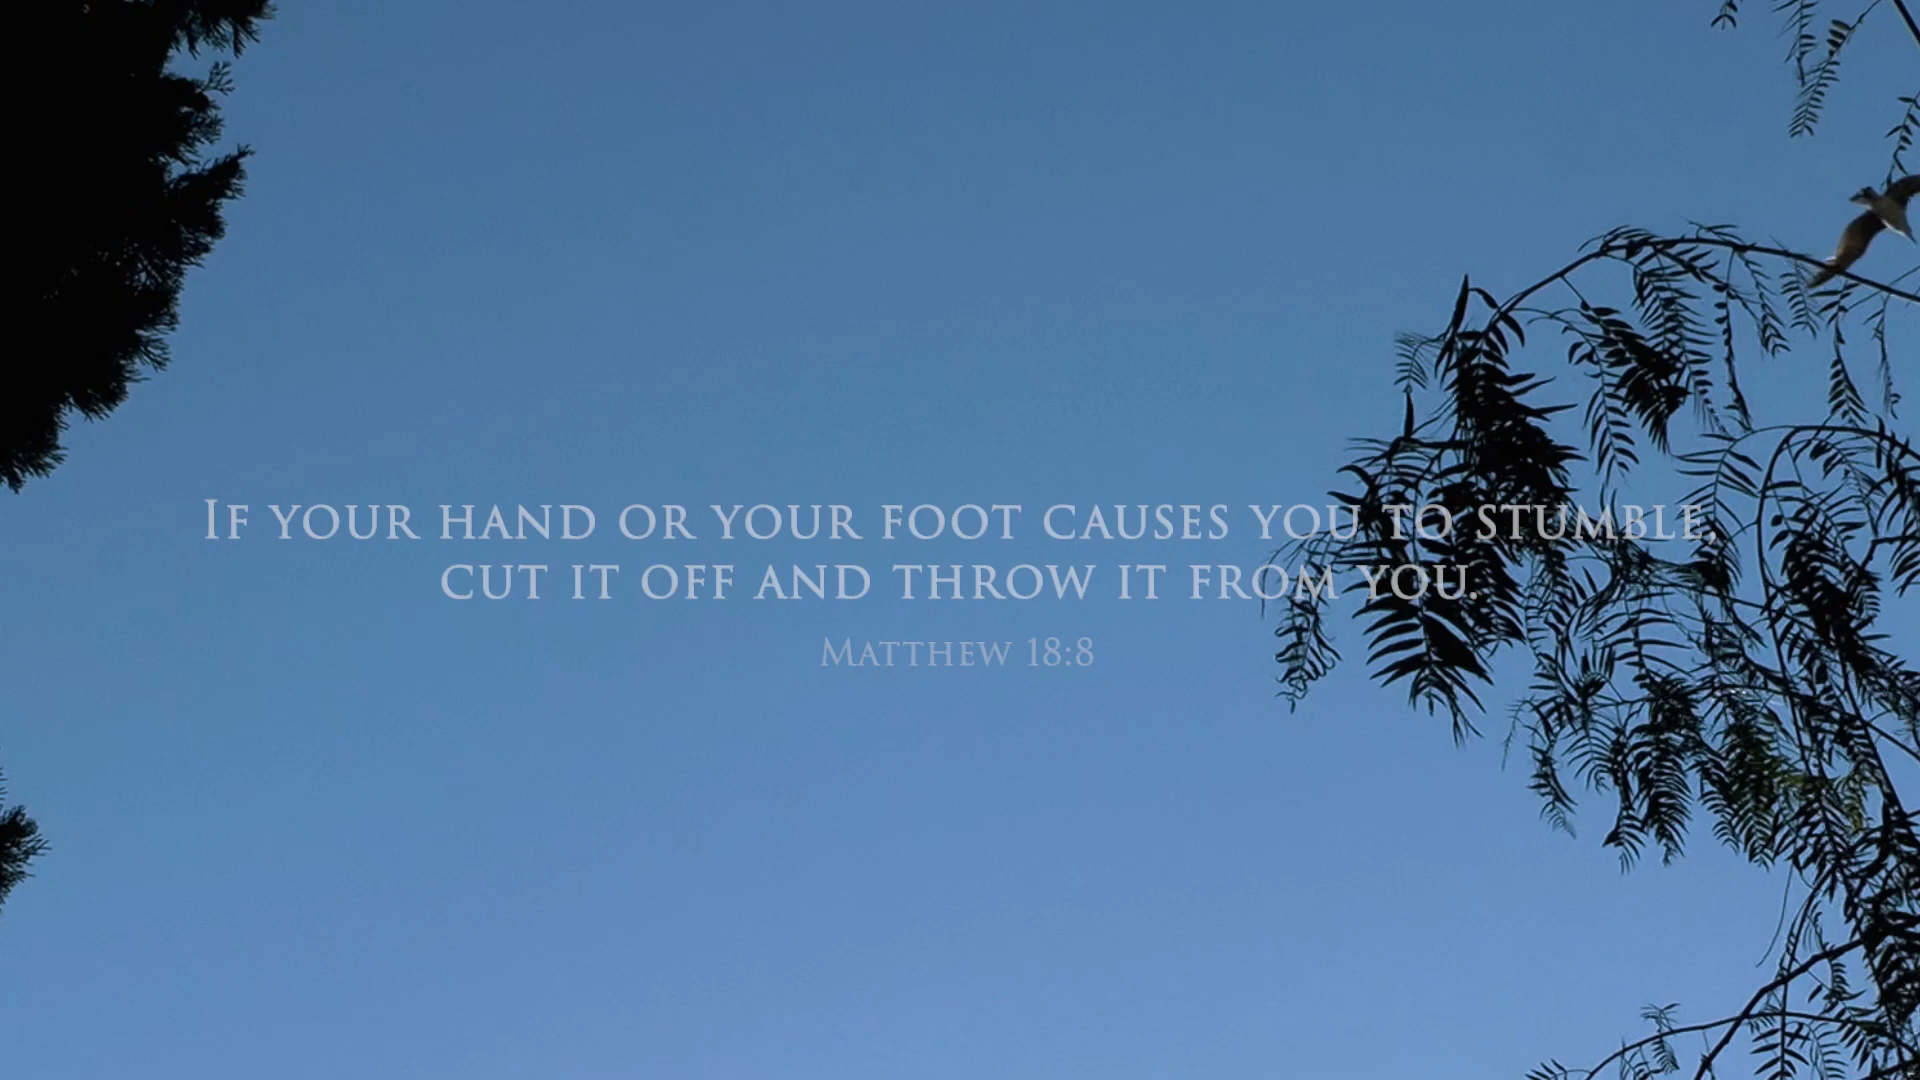 If your hand or your foot causes you to stumble,
cut it off and throw it from you.
Matthew 18:8